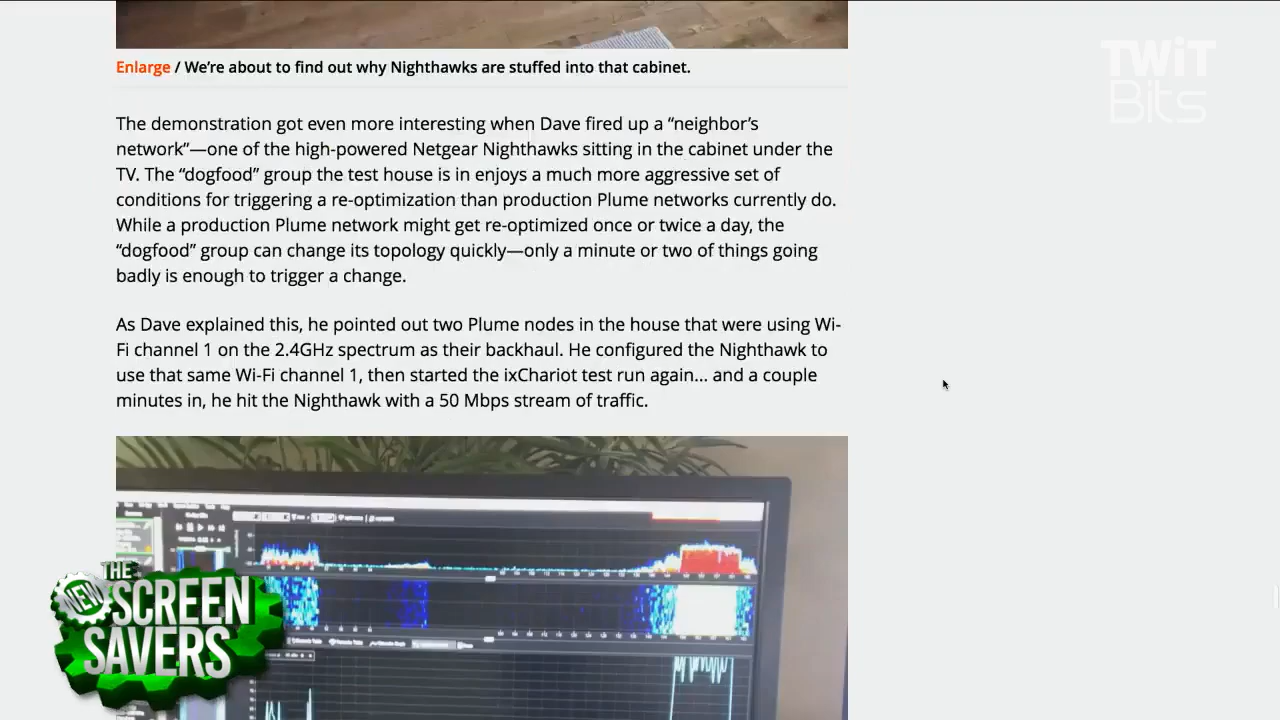 TWiT
Bits
Enlarge / We're about to find out why Nighthawks are stuffed into that cabinet.
The demonstration got even more interesting when Dave fired up a “neighbor’s
network”—one of the high-powered Netgear Nighthawks sitting in the cabinet under the
TV. The “dogfood” group the test house is in enjoys a much more aggressive set of
conditions for triggering a re-optimization than production Plume networks currently do.
While a production Plume network might get re-optimized once or twice a day, the
“dogfood” group can change its topology quickly—only a minute or two of things going
badly is enough to trigger a change.
As Dave explained this, he pointed out two Plume nodes in the house that were using Wi-
Fi channel 1 on the 2.4GHz spectrum as their backhaul. He configured the Nighthawk to
use that same Wi-Fi channel 1, then started the ixChariot test run again... and a couple
minutes in, he hit the Nighthawk with a 50 Mbps stream of traffic.
THE
NEW
SCREEN
SAVERS